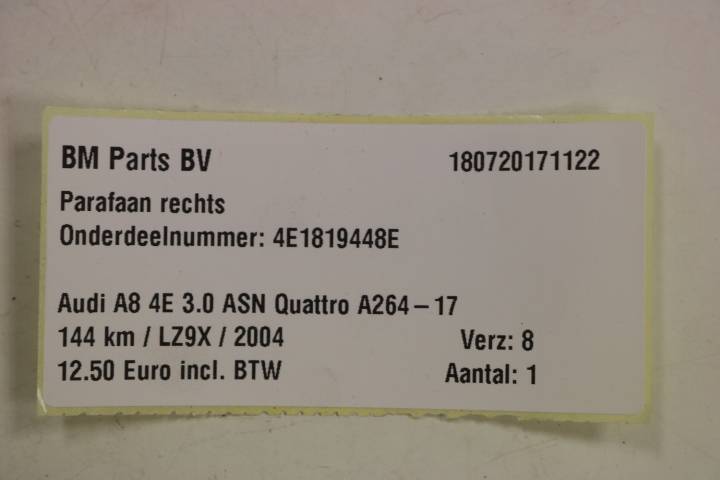 BM Parts BV 180720171122
Parafaan rechts
Onderdeelnummer: 4E1819448E
Audi A8 4E 3.0 ASN Quattro A264-17
144 km / LZ9X / 2004 Verz: 8
12.50 Euro incl. BTW Aantal: 1